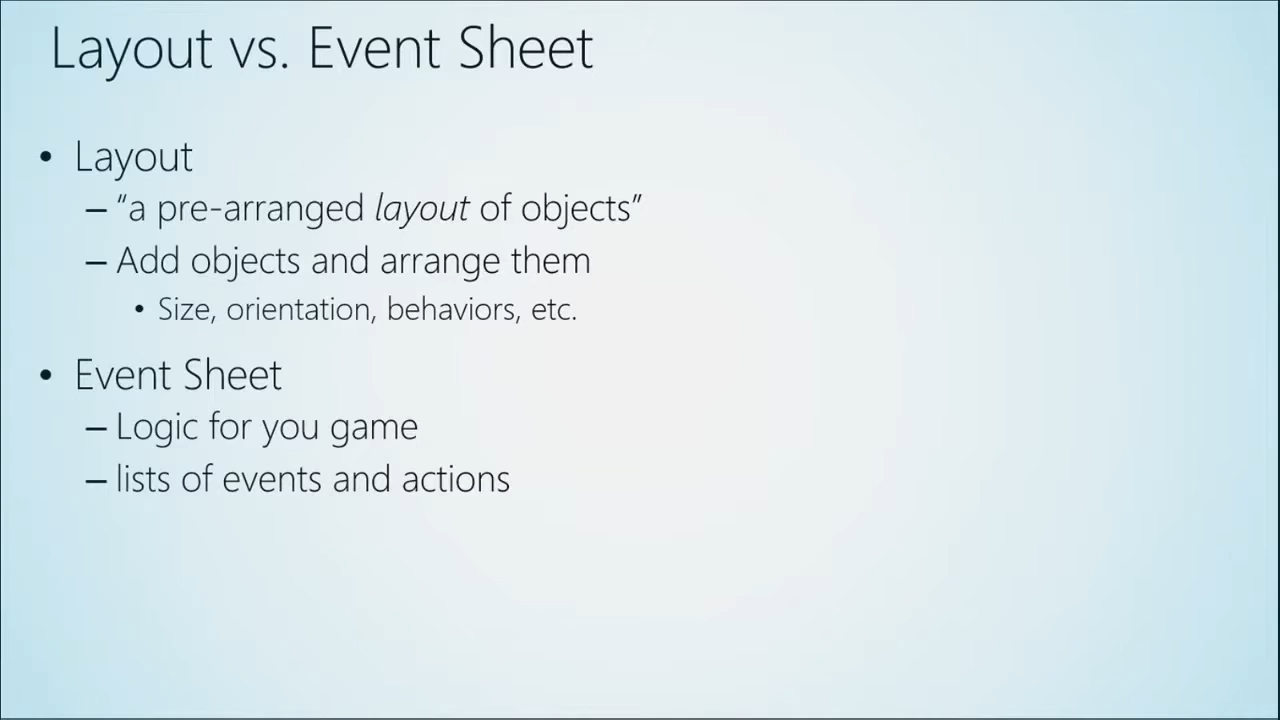 Layout vs. Event Sheet
• Layout
– “a pre-arranged layout of objects”
– Add objects and arrange them
• Size, orientation, behaviors, etc.
• Event Sheet
– Logic for you game
– lists of events and actions